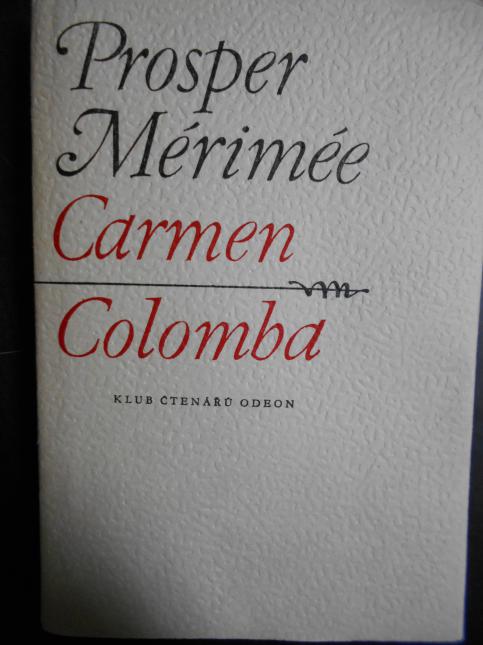 Prosper
Mérimée
Carmen
Colomba
KLUB ČTENÁŘŮ ODEON